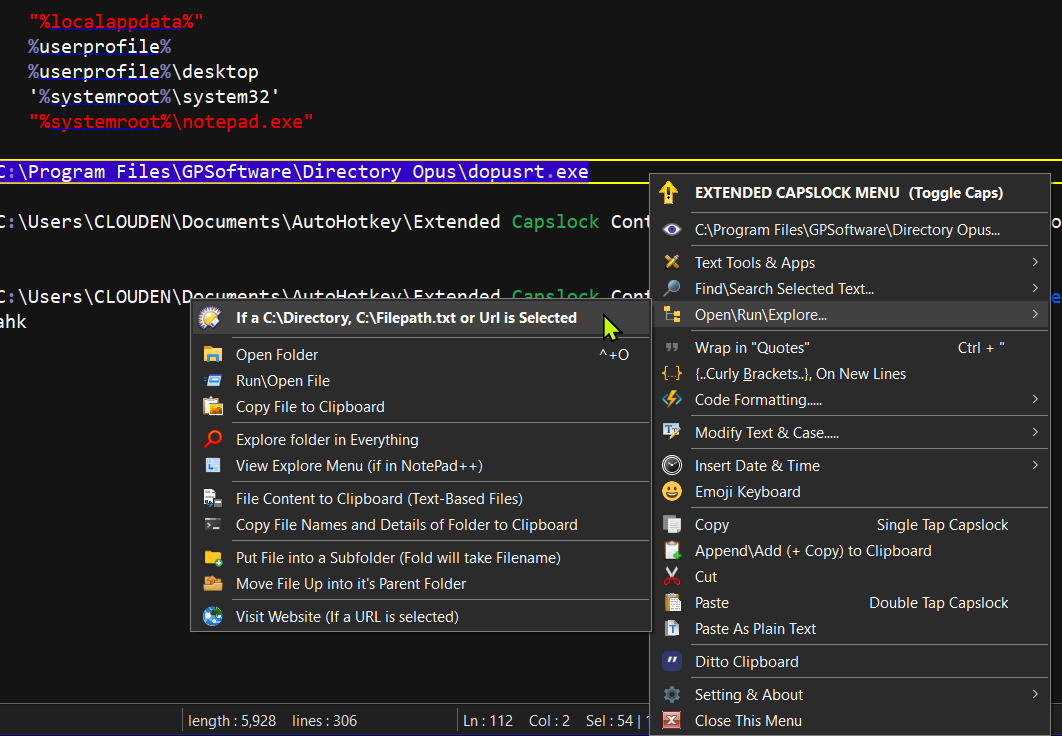 "%localappdata%"
%userprofile%
%userprofile%\desktop
'%systemroot%\system32'
"%systemroot%\notepad.exe"
C:\Program Files\GPSoftware\Directory Opus\dopusrt.exe
C:\Users\CLOUDEN\Documents\AutoHotkey\Extended Capslock Cont
C:\Users\CLOUDEN\Documents\AutoHotkey\Extended Capslock Cont
ahk
EXTENDED CAPSLOCK MENU (Toggle Caps)
C:\Program Files\GPSoftware\Directory Opus...
Text Tools & Apps
Find\Search Selected Text...
Open\Run\Explore...
Wrap in "Quotes" Ctrl + "
{..Curly Brackets..}, On New Lines
Code Formatting.....
Modify Text & Case.....
Insert Date & Time
Emoji Keyboard
Copy Single Tap Capslock
Append\Add (+ Copy) to Clipboard
Cut
Paste Double Tap Capslock
Paste As Plain Text
Ditto Clipboard
Setting & About
Close This Menu
If a C:\Directory, C:\Filepath.txt or Url is Selected
Open Folder ^+O
Run\Open File
Copy File to Clipboard
Explore folder in Everything
View Explore Menu (if in NotePad++)
File Content to Clipboard (Text-Based Files)
Copy File Names and Details of Folder to Clipboard
Put File into a Subfolder (Fold will take Filename)
Move File Up into it's Parent Folder
Visit Website (If a URL is selected)
length : 5,928 lines : 306 Ln : 112 Col : 2 Sel : 54 | 1